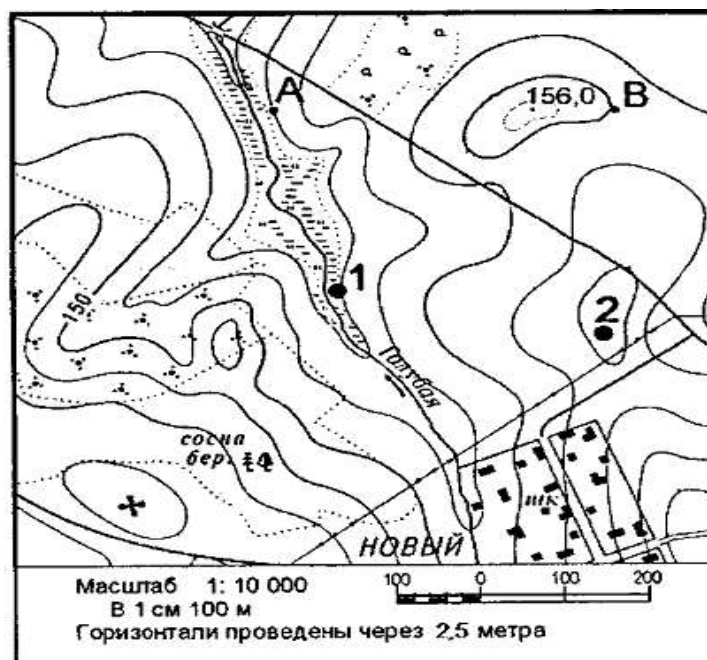 А
156,0 В
1
150
2
Голубая
сосна
бер.
шк.
НОВЫЙ
Масштаб 1: 10 000
В 1 см 100 м
100 0 100 200
Горизонтали проведены через 2,5 метра